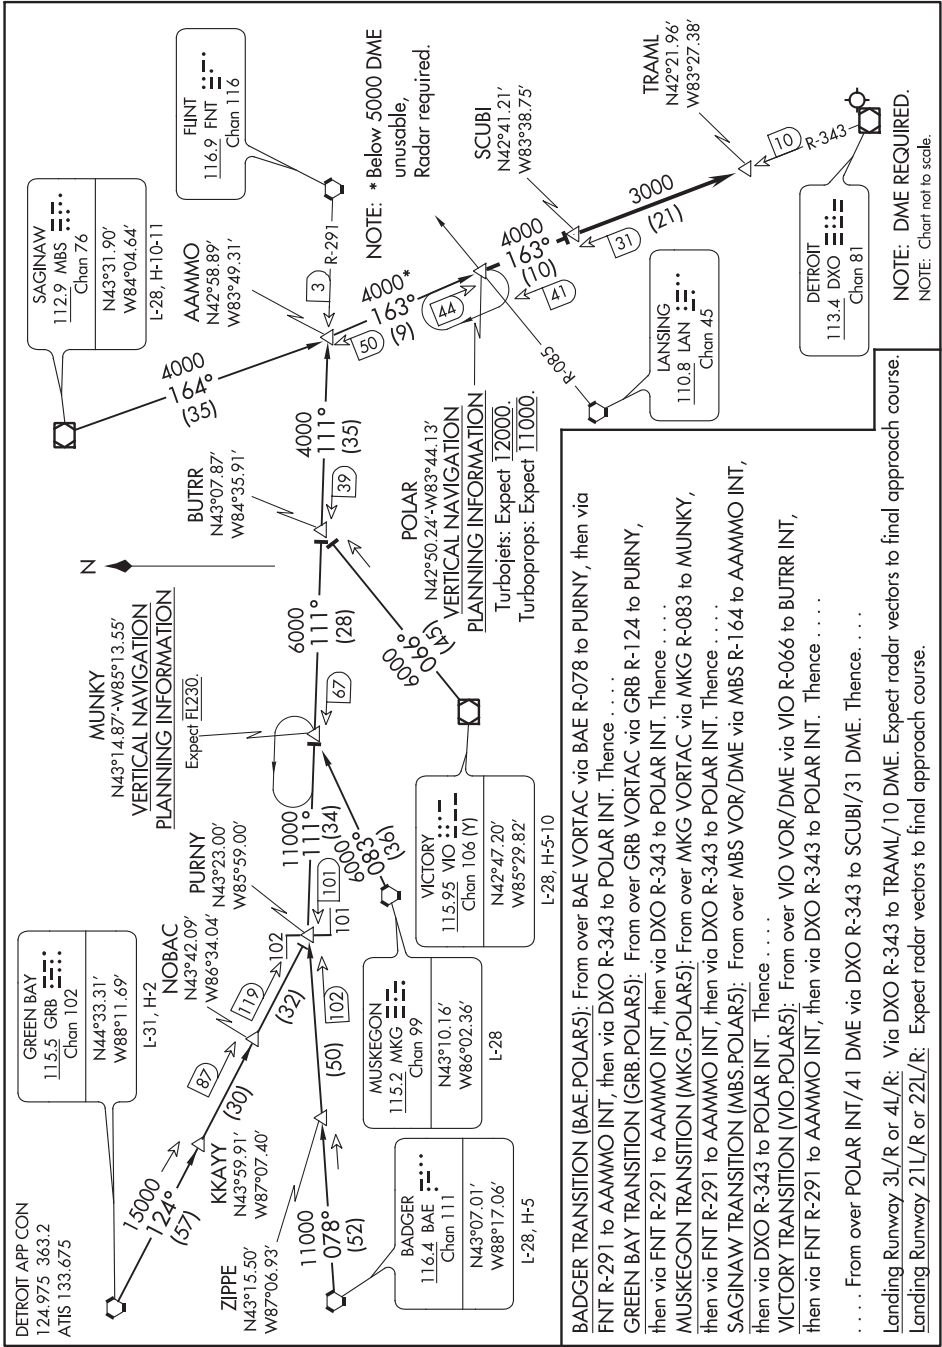 DETROIT APP CON
124.975 363.2
ATIS 133.675
GREEN BAY
115.5 GRB
Chan 102
N44°33.31'
W88°11.69'
L-31, H-2
15000
124°
(57)
KKAYY
N43°59.91'
W87°07.40'
87
(30)
NOBAC
N43°42.09'
W86°34.04'
119
(32)
PURNY
N43°23.00'
W85°59.00'
102
101
101
102
ZIPPE
N43°15.50'
W87°06.93'
11000
078°
(52)
(50)
BADGER
116.4 BAE
Chan 111
N43°07.01'
W88°17.06'
L-28, H-5
MUSKEGON
115.2 MKG
Chan 99
N43°10.16'
W86°02.36'
L-28
6000
083°
(36)
11000
111°
(34)
MUNKY
N43°14.87'-W85°13.55'
VERTICAL NAVIGATION
PLANNING INFORMATION
Expect FL230.
67
6000
111°
(28)
N
VICTORY
115.95 VIO
Chan 106 (Y)
N42°47.20'
W85°29.82'
L-28, H-5-10
6000
066°
(45)
BUTRR
N43°07.87'
W84°35.91'
39
4000
111°
(35)
SAGINAW
112.9 MBS
Chan 76
N43°31.90'
W84°04.64'
L-28, H-10-11
4000
164°
(35)
AAMMO
N42°58.89'
W83°49.31'
50
3
R-291
FLINT
116.9 FNT
Chan 116
NOTE: *Below 5000 DME
unusable,
Radar required.
4000*
163°
(9)
POLAR
N42°50.24'-W83°44.13'
VERTICAL NAVIGATION
PLANNING INFORMATION
Turbojets: Expect 12000.
Turboprops: Expect 11000.
44
41
R-085
LANSING
110.8 LAN
Chan 45
4000
163°
(10)
SCUBI
N42°41.21'
W83°38.75'
31
3000
(21)
TRAML
N42°21.96'
W83°27.38'
10
R-343
DETROIT
113.4 DXO
Chan 81
NOTE: DME REQUIRED.
NOTE: Chart not to scale.
BADGER TRANSITION (BAE.POLAR5): From over BAE VORTAC via BAE R-078 to PURNY, then via
FNT R-291 to AAMMO INT, then via DXO R-343 to POLAR INT. Thence . . . .
GREEN BAY TRANSITION (GRB.POLAR5): From over GRB VORTAC via GRB R-124 to PURNY,
then via FNT R-291 to AAMMO INT, then via DXO R-343 to POLAR INT. Thence . . . .
MUSKEGON TRANSITION (MKG.POLAR5): From over MKG VORTAC via MKG R-083 to MUNKY,
then via FNT R-291 to AAMMO INT, then via DXO R-343 to POLAR INT. Thence . . . .
SAGINAW TRANSITION (MBS.POLAR5): From over MBS VOR/DME via MBS R-164 to AAMMO INT,
then via DXO R-343 to POLAR INT. Thence . . . .
VICTORY TRANSITION (VIO.POLAR5): From over VIO VOR/DME via VIO R-066 to BUTRR INT,
then via FNT R-291 to AAMMO INT, then via DXO R-343 to POLAR INT. Thence . . . .
. . . . From over POLAR INT/41 DME via DXO R-343 to SCUBI/31 DME. Thence. . . .
Landing Runway 3L/R or 4L/R: Via DXO R-343 to TRAML/10 DME. Expect radar vectors to final approach course.
Landing Runway 21L/R or 22L/R: Expect radar vectors to final approach course.